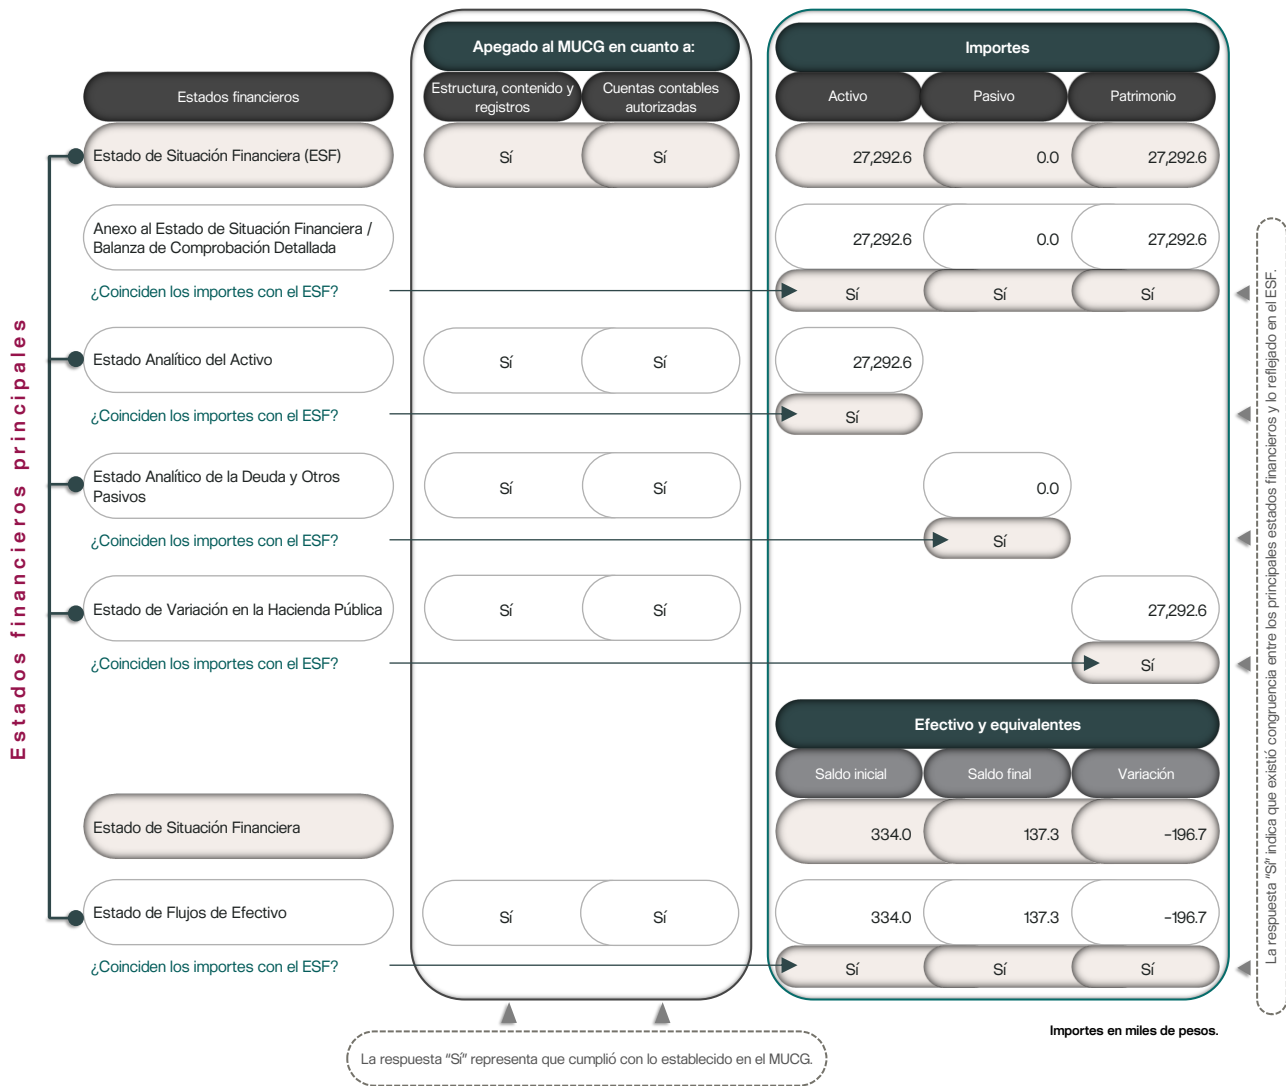 Apegado al MUCG en cuanto a:
Importes
Estados financieros
Estructura, contenido y
registros
Cuentas contables
autorizadas
Activo
Pasivo
Patrimonio
Estados financieros principales
Estado de Situación Financiera (ESF)
Sí
Sí
27,292.6
0.0
27,292.6
Anexo al Estado de Situación Financiera /
Balanza de Comprobación Detallada
27,292.6
0.0
27,292.6
¿Coinciden los importes con el ESF?
Sí
Sí
Sí
Estado Analítico del Activo
Sí
Sí
27,292.6
¿Coinciden los importes con el ESF?
Sí
Estado Analítico de la Deuda y Otros
Pasivos
Sí
Sí
0.0
¿Coinciden los importes con el ESF?
Sí
Estado de Variación en la Hacienda Pública
Sí
Sí
27,292.6
¿Coinciden los importes con el ESF?
Sí
Efectivo y equivalentes
Saldo inicial
Saldo final
Variación
Estado de Situación Financiera
334.0
137.3
-196.7
Estado de Flujos de Efectivo
Sí
Sí
334.0
137.3
-196.7
¿Coinciden los importes con el ESF?
Sí
Sí
Sí
La respuesta "Sí" indica que existió congruencia entre los principales estados financieros y lo reflejado en el ESF.
Importes en miles de pesos.
La respuesta "Sí" representa que cumplió con lo establecido en el MUCG.